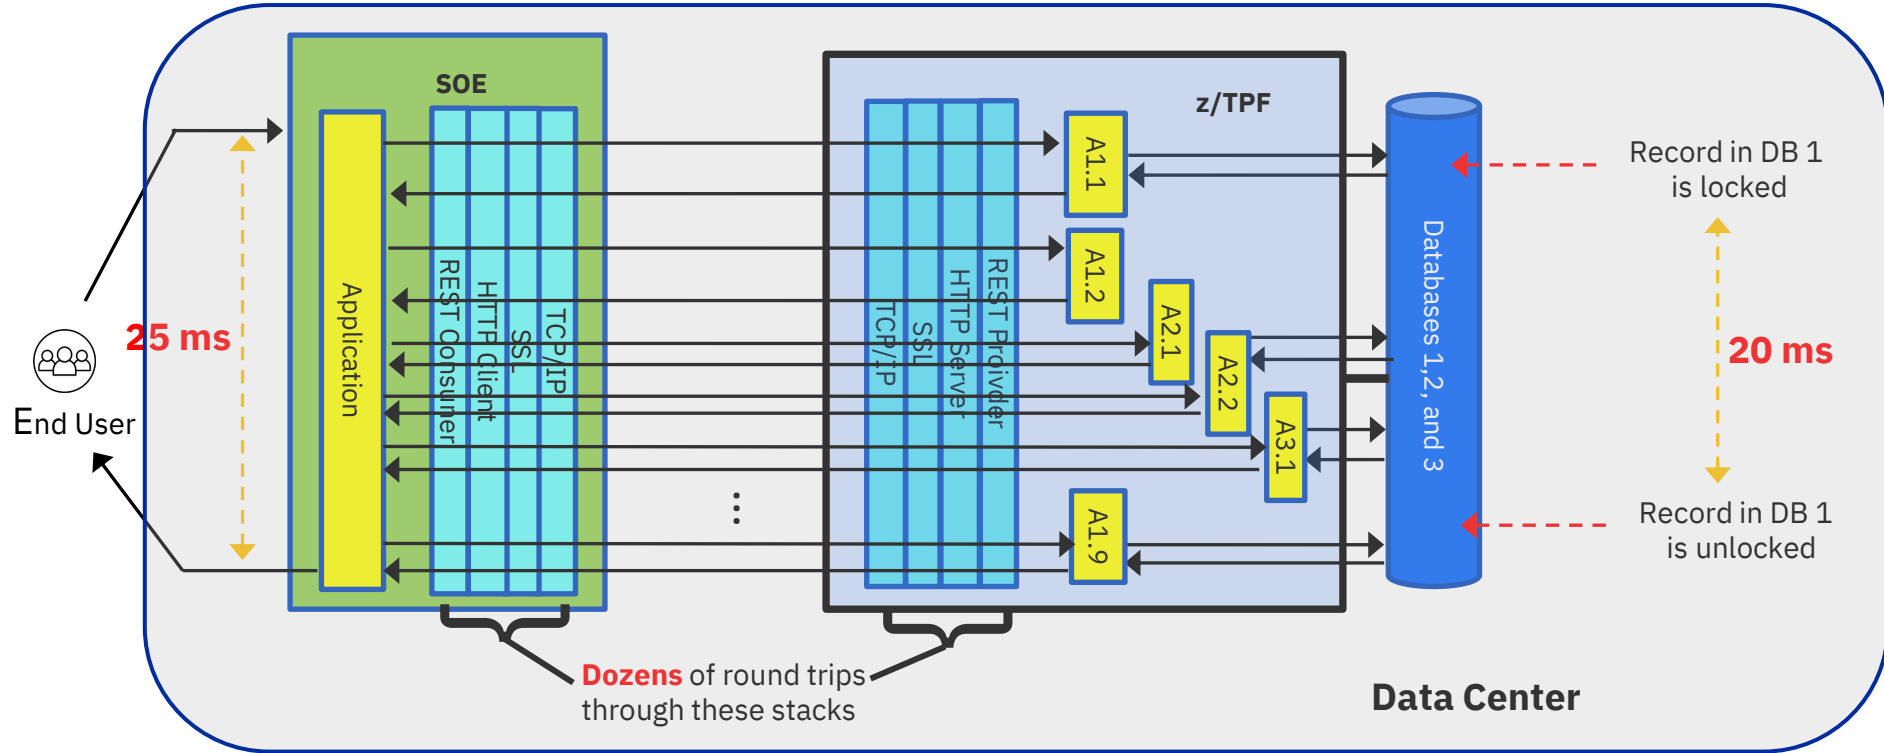 SOE
z/TPF
Application
REST Consumer
HTTP Client
SSL
TCP/IP
TCP/IP
SSL
HTTP Server
REST Proivder
A1.1
A1.2
A2.1
A2.2
A3.1
A1.9
Databases 1,2, and 3
Record in DB 1
is locked
20 ms
Record in DB 1
is unlocked
25 ms
End User
...
Dozens of round trips
through these stacks
Data Center